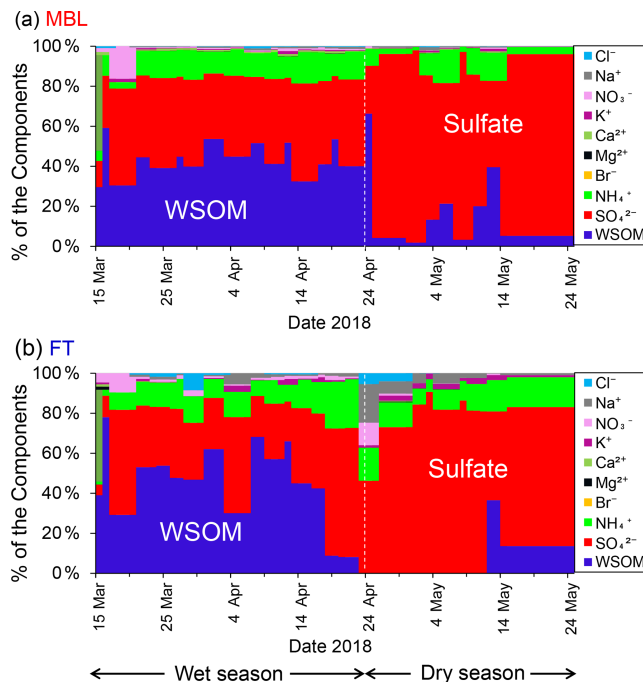 (a) MBL
% of the Components
100 %
80 %
60 %
40 %
20 %
0 %
Sulfate
WSOM
Cl⁻
Na⁺
NO₃⁻
K⁺
Ca²⁺
Mg²⁺
Br⁻
NH₄⁺
SO₄²⁻
WSOM
15 Mar
25 Mar
4 Apr
14 Apr
24 Apr
4 May
14 May
24 May
Date 2018
(b) FT
% of the Components
100 %
80 %
60 %
40 %
20 %
0 %
Sulfate
WSOM
Cl⁻
Na⁺
NO₃⁻
K⁺
Ca²⁺
Mg²⁺
Br⁻
NH₄⁺
SO₄²⁻
WSOM
15 Mar
25 Mar
4 Apr
14 Apr
24 Apr
4 May
14 May
24 May
Date 2018
Wet season
Dry season